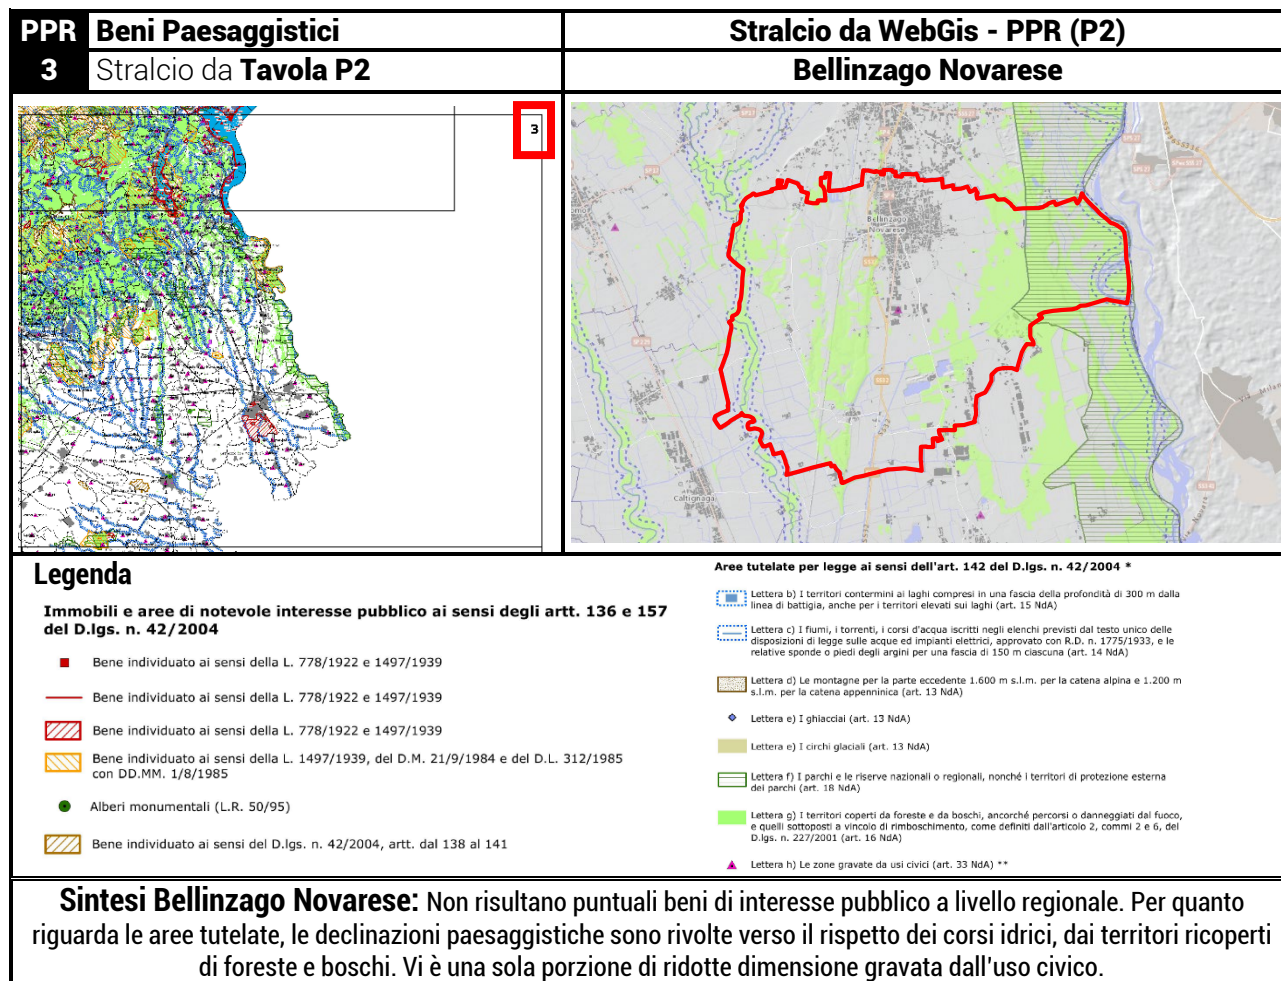 PPR Beni Paesaggistici
Stralcio da WebGis - PPR (P2)
3 Stralcio da Tavola P2
Bellinzago Novarese
3
Bellinzago
Novarese
Caltignaga
Legenda
Immobili e aree di notevole interesse pubblico ai sensi degli artt. 136 e 157
del D.lgs. n. 42/2004
Bene individuato ai sensi della L. 778/1922 e 1497/1939
Bene individuato ai sensi della L. 778/1922 e 1497/1939
Bene individuato ai sensi della L. 778/1922 e 1497/1939
Bene individuato ai sensi della L. 1497/1939, del D.M. 21/9/1984 e del D.L. 312/1985
con DD.MM. 1/8/1985
Alberi monumentali (L.R. 50/95)
Bene individuato ai sensi del D.lgs. n. 42/2004, artt. dal 138 al 141
Aree tutelate per legge ai sensi dell'art. 142 del D.lgs. n. 42/2004 *
Lettera b) I territori contermini ai laghi compresi in una fascia della profondità di 300 m dalla
linea di battigia, anche per i territori elevati sui laghi (art. 15 NdA)
Lettera c) I fiumi, i torrenti, i corsi d'acqua iscritti negli elenchi previsti dal testo unico delle
disposizioni di legge sulle acque ed impianti elettrici, approvato con R.D. n. 1775/1933, e le
relative sponde o piedi degli argini per una fascia di 150 m ciascuna (art. 14 NdA)
Lettera d) Le montagne per la parte eccedente 1.600 m s.l.m. per la catena alpina e 1.200 m
s.l.m. per la catena appenninica (art. 13 NdA)
Lettera e) I ghiacciai (art. 13 NdA)
Lettera e) I circhi glaciali (art. 13 NdA)
Lettera f) I parchi e le riserve nazionali o regionali, nonché i territori di protezione esterna
dei parchi (art. 18 NdA)
Lettera g) I territori coperti da foreste e da boschi, ancorché percorsi o danneggiati dal fuoco,
e quelli sottoposti a vincolo di rimboschimento, come definiti dall'articolo 2, commi 2 e 6, del
D.lgs. n. 227/2001 (art. 16 NdA)
Lettera h) Le zone gravate da usi civici (art. 33 NdA) **
Sintesi Bellinzago Novarese: Non risultano puntuali beni di interesse pubblico a livello regionale. Per quanto
riguarda le aree tutelate, le declinazioni paesaggistiche sono rivolte verso il rispetto dei corsi idrici, dai territori ricoperti
di foreste e boschi. Vi è una sola porzione di ridotte dimensione gravata dall'uso civico.